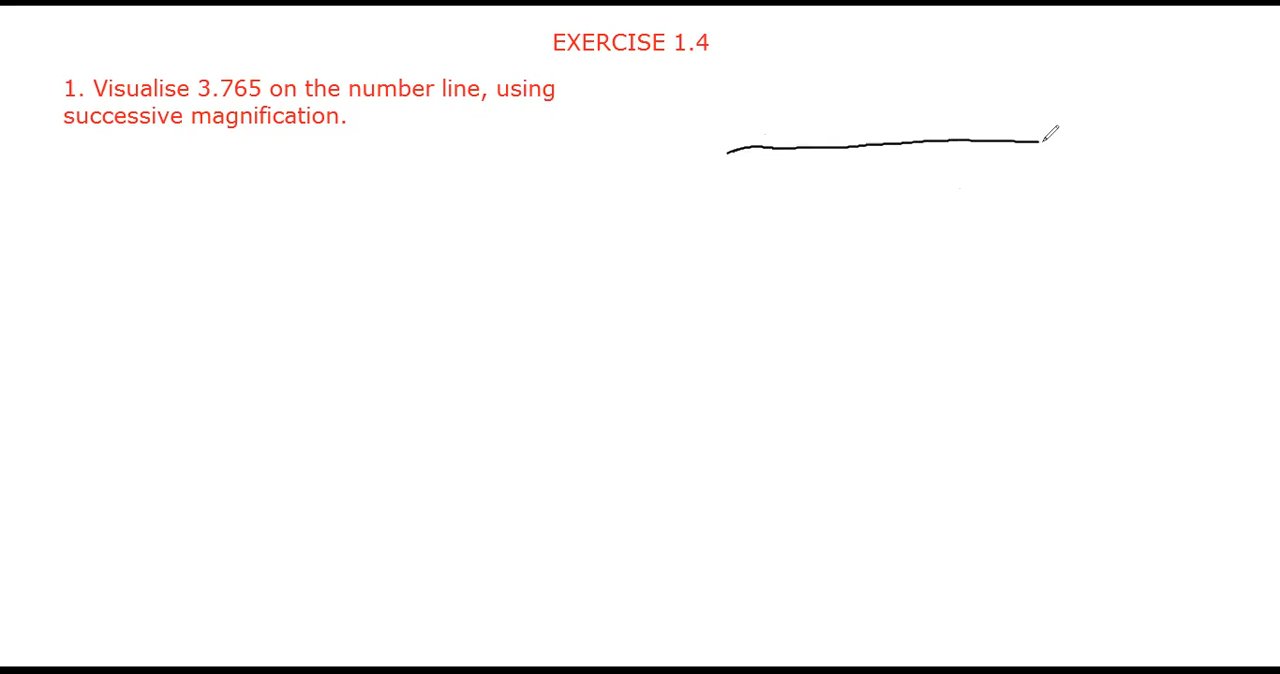 EXERCISE 1.4
1. Visualise 3.765 on the number line, using
successive magnification.